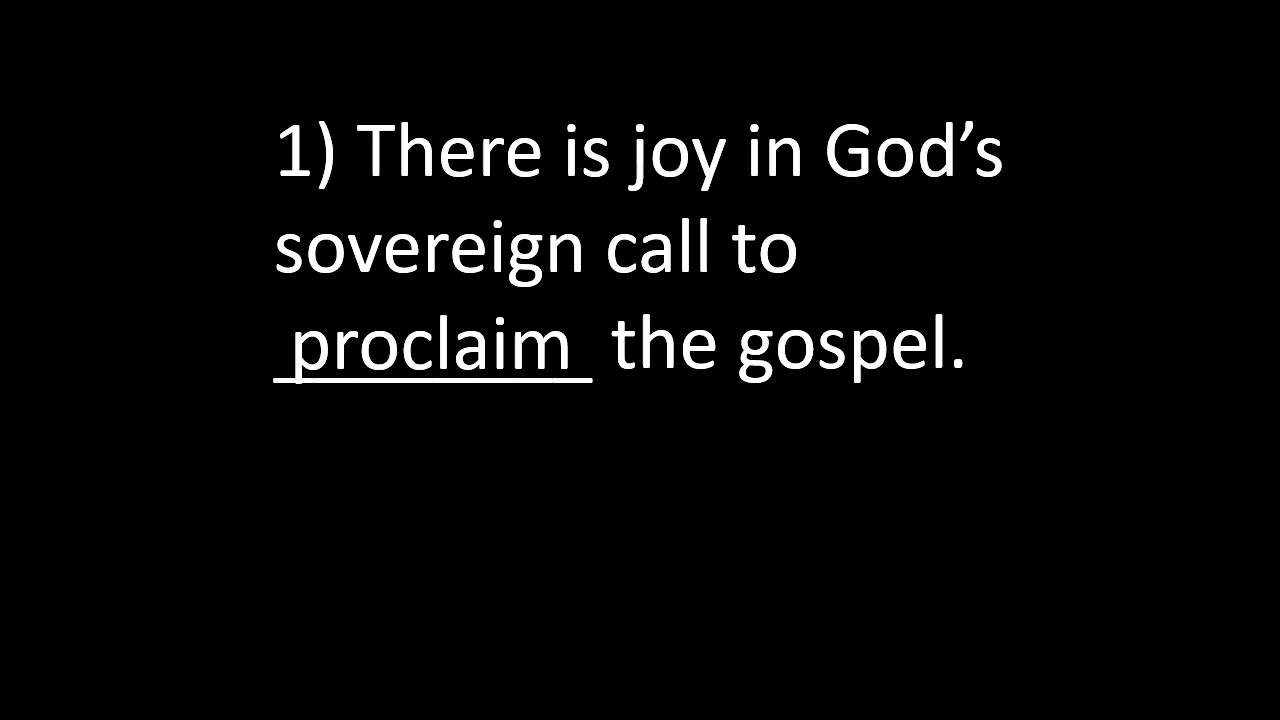 1) There is joy in God’s
sovereign call to
proclaim the gospel.